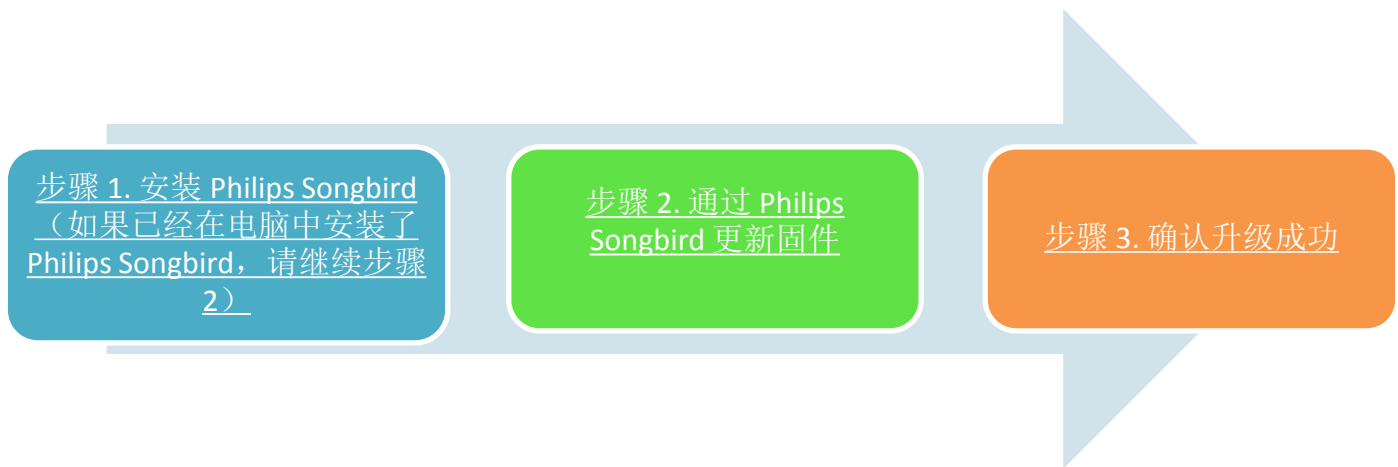 步骤 1. 安装 Philips Songbird
（如果已经在电脑中安装了
Philips Songbird，请继续步骤
2）
步骤 2. 通过 Philips
Songbird 更新固件
步骤 3. 确认升级成功